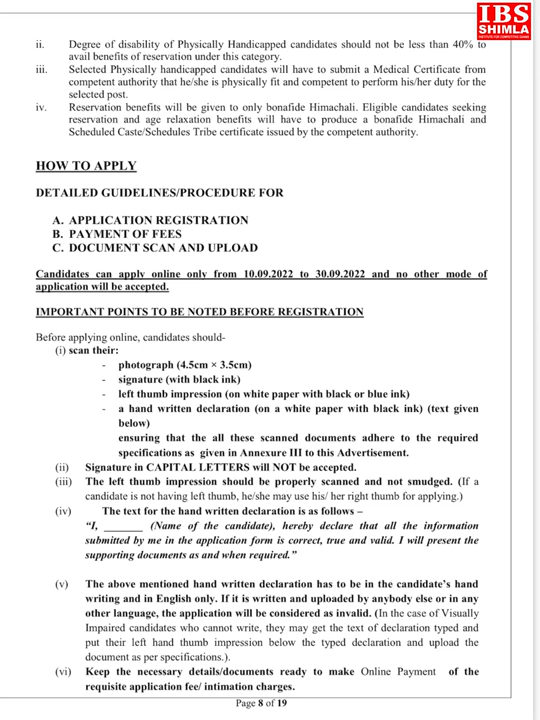 IBS
SHIMLA
INSTITUTE FOR COMPETITIVE EXAMS
ii. Degree of disability of Physically Handicapped candidates should not be less than 40% to
avail benefits of reservation under this category.
iii. Selected Physically handicapped candidates will have to submit a Medical Certificate from
competent authority that he/she is physically fit and competent to perform his/her duty for the
selected post.
iv. Reservation benefits will be given to only bonafide Himachali. Eligible candidates seeking
reservation and age relaxation benefits will have to produce a bonafide Himachali and
Scheduled Caste/Schedules Tribe certificate issued by the competent authority.
HOW TO APPLY
DETAILED GUIDELINES/PROCEDURE FOR
A. APPLICATION REGISTRATION
B. PAYMENT OF FEES
C. DOCUMENT SCAN AND UPLOAD
Candidates can apply online only from 10.09.2022 to 30.09.2022 and no other mode of
application will be accepted.
IMPORTANT POINTS TO BE NOTED BEFORE REGISTRATION
Before applying online, candidates should-
(i) scan their:
- photograph (4.5cm × 3.5cm)
- signature (with black ink)
- left thumb impression (on white paper with black or blue ink)
- a hand written declaration (on a white paper with black ink) (text given
below)
ensuring that the all these scanned documents adhere to the required
specifications as given in Annexure III to this Advertisement.
(ii) Signature in CAPITAL LETTERS will NOT be accepted.
(iii) The left thumb impression should be properly scanned and not smudged. (If a
candidate is not having left thumb, he/she may use his/ her right thumb for applying.)
(iv) The text for the hand written declaration is as follows –
“I, _______ (Name of the candidate), hereby declare that all the information
submitted by me in the application form is correct, true and valid. I will present the
supporting documents as and when required.”
(v) The above mentioned hand written declaration has to be in the candidate’s hand
writing and in English only. If it is written and uploaded by anybody else or in any
other language, the application will be considered as invalid. (In the case of Visually
Impaired candidates who cannot write, they may get the text of declaration typed and
put their left hand thumb impression below the typed declaration and upload the
document as per specifications.).
(vi) Keep the necessary details/documents ready to make Online Payment of the
requisite application fee/ intimation charges.
Page 8 of 19